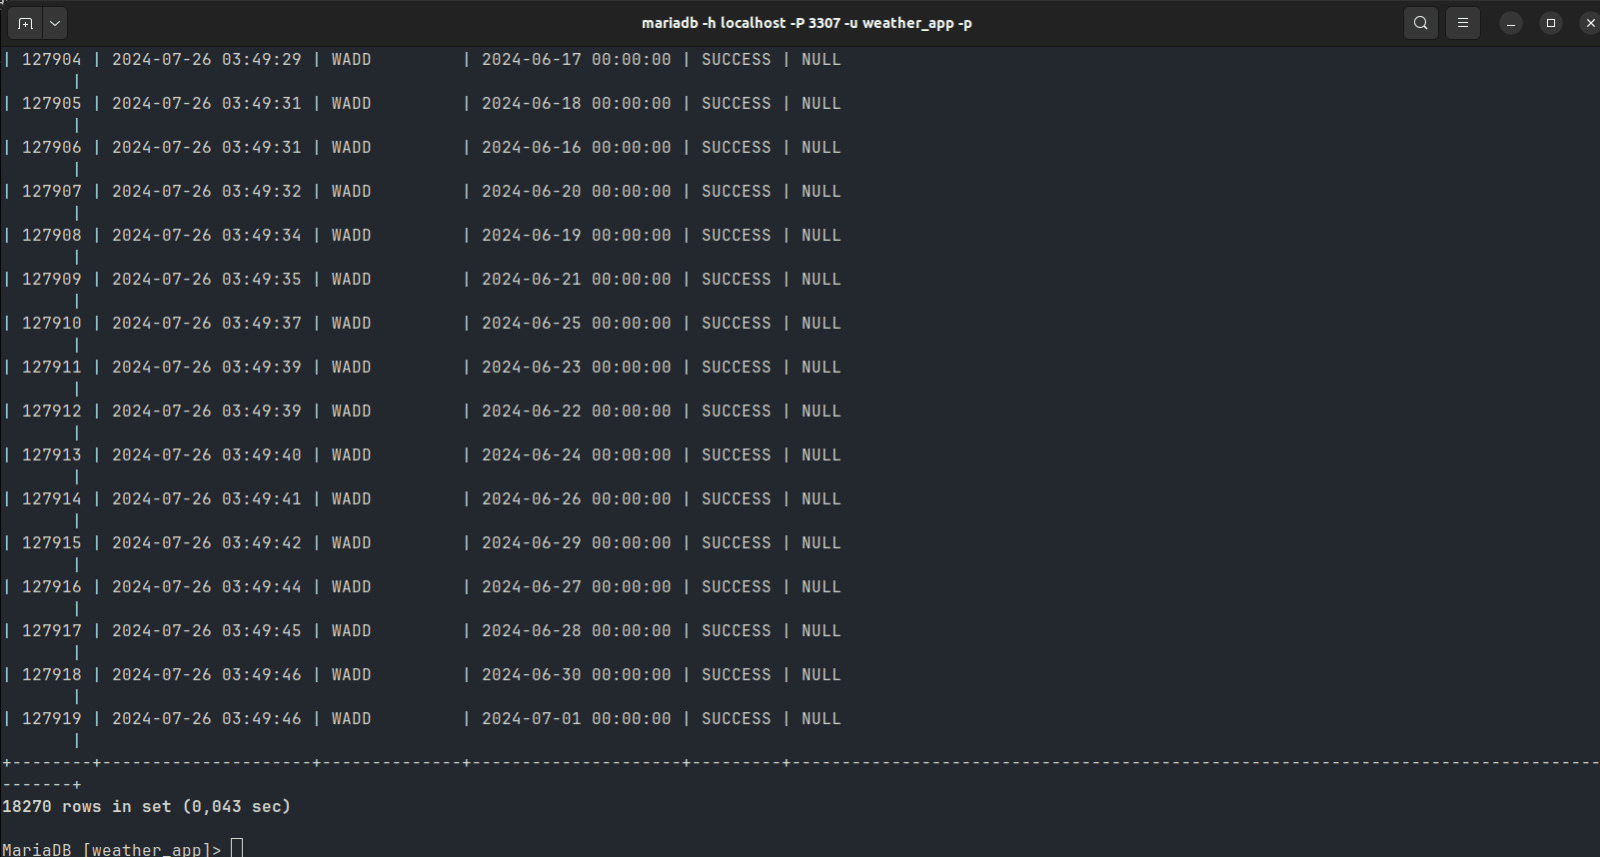 mariadb -h localhost -P 3307 -u weather_app -p
| 127904 | 2024-07-26 03:49:29 | WADD         | 2024-06-17 00:00:00 | SUCCESS | NULL
       |
| 127905 | 2024-07-26 03:49:31 | WADD         | 2024-06-18 00:00:00 | SUCCESS | NULL
       |
| 127906 | 2024-07-26 03:49:31 | WADD         | 2024-06-16 00:00:00 | SUCCESS | NULL
       |
| 127907 | 2024-07-26 03:49:32 | WADD         | 2024-06-20 00:00:00 | SUCCESS | NULL
       |
| 127908 | 2024-07-26 03:49:34 | WADD         | 2024-06-19 00:00:00 | SUCCESS | NULL
       |
| 127909 | 2024-07-26 03:49:35 | WADD         | 2024-06-21 00:00:00 | SUCCESS | NULL
       |
| 127910 | 2024-07-26 03:49:37 | WADD         | 2024-06-25 00:00:00 | SUCCESS | NULL
       |
| 127911 | 2024-07-26 03:49:39 | WADD         | 2024-06-23 00:00:00 | SUCCESS | NULL
       |
| 127912 | 2024-07-26 03:49:39 | WADD         | 2024-06-22 00:00:00 | SUCCESS | NULL
       |
| 127913 | 2024-07-26 03:49:40 | WADD         | 2024-06-24 00:00:00 | SUCCESS | NULL
       |
| 127914 | 2024-07-26 03:49:41 | WADD         | 2024-06-26 00:00:00 | SUCCESS | NULL
       |
| 127915 | 2024-07-26 03:49:42 | WADD         | 2024-06-29 00:00:00 | SUCCESS | NULL
       |
| 127916 | 2024-07-26 03:49:44 | WADD         | 2024-06-27 00:00:00 | SUCCESS | NULL
       |
| 127917 | 2024-07-26 03:49:45 | WADD         | 2024-06-28 00:00:00 | SUCCESS | NULL
       |
| 127918 | 2024-07-26 03:49:46 | WADD         | 2024-06-30 00:00:00 | SUCCESS | NULL
       |
| 127919 | 2024-07-26 03:49:46 | WADD         | 2024-07-01 00:00:00 | SUCCESS | NULL
       |
+--------+---------------------+--------------+---------------------+---------+---------------------------------------------------------------------------------
-------+
18270 rows in set (0,043 sec)
MariaDB [weather_app]>